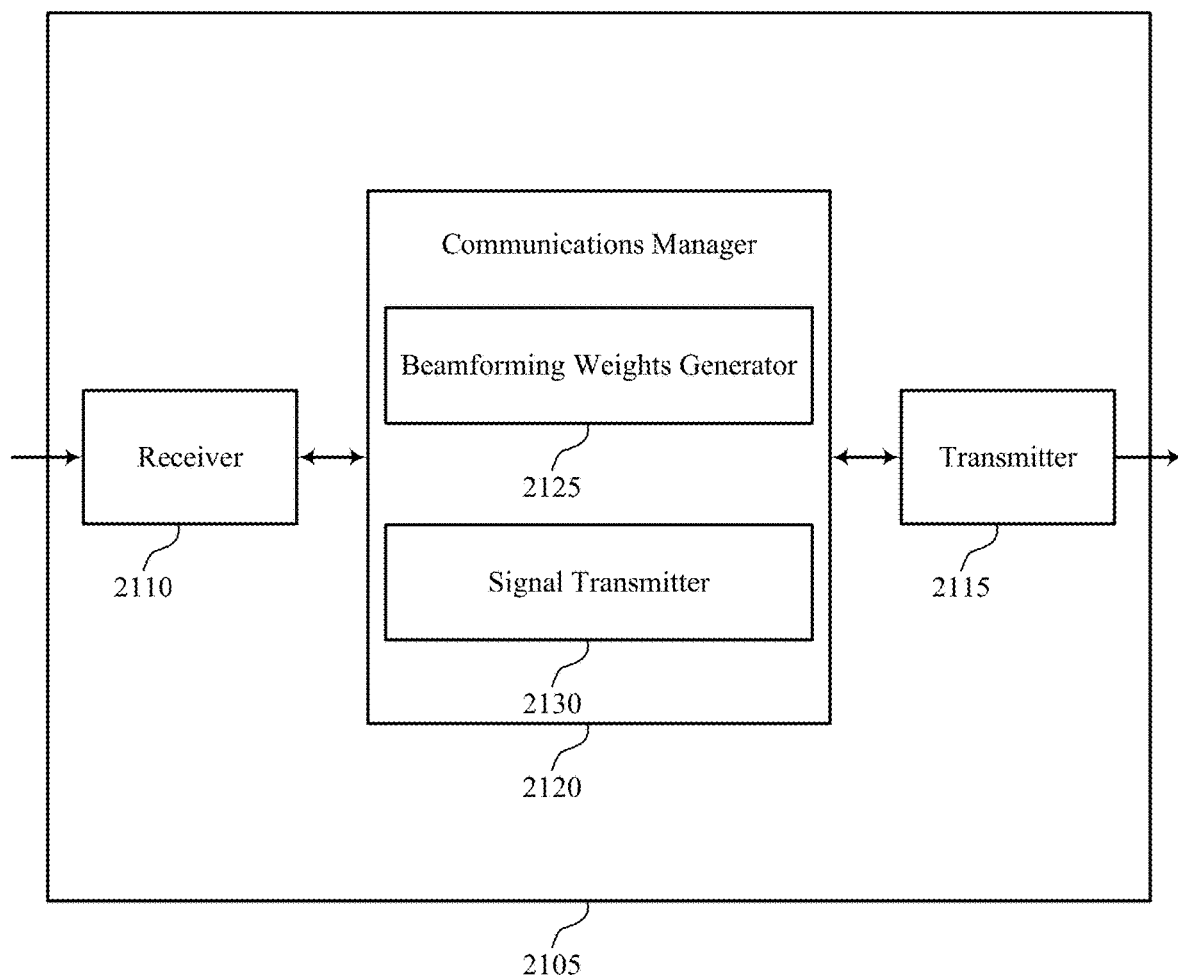 Communications Manager
Beamforming Weights Generator
2125
Receiver
2110
Transmitter
2115
Signal Transmitter
2130
2120
2105